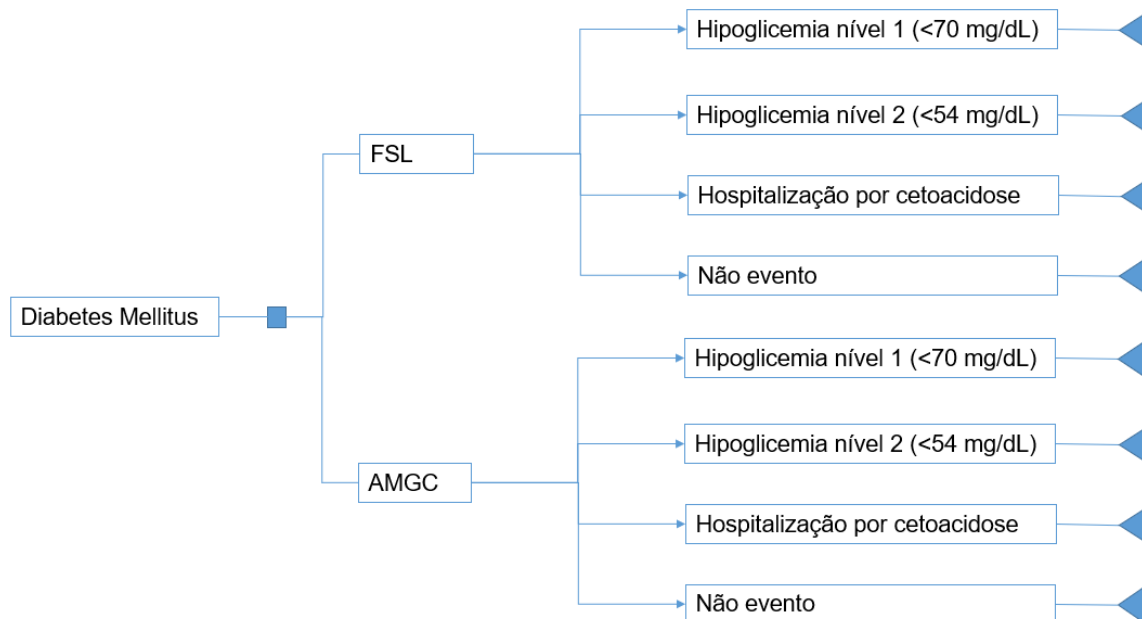 Diabetes Mellitus
FSL
Hipoglicemia nível 1 (<70 mg/dL)
Hipoglicemia nível 2 (<54 mg/dL)
Hospitalização por cetoacidose
Não evento
AMGC
Hipoglicemia nível 1 (<70 mg/dL)
Hipoglicemia nível 2 (<54 mg/dL)
Hospitalização por cetoacidose
Não evento